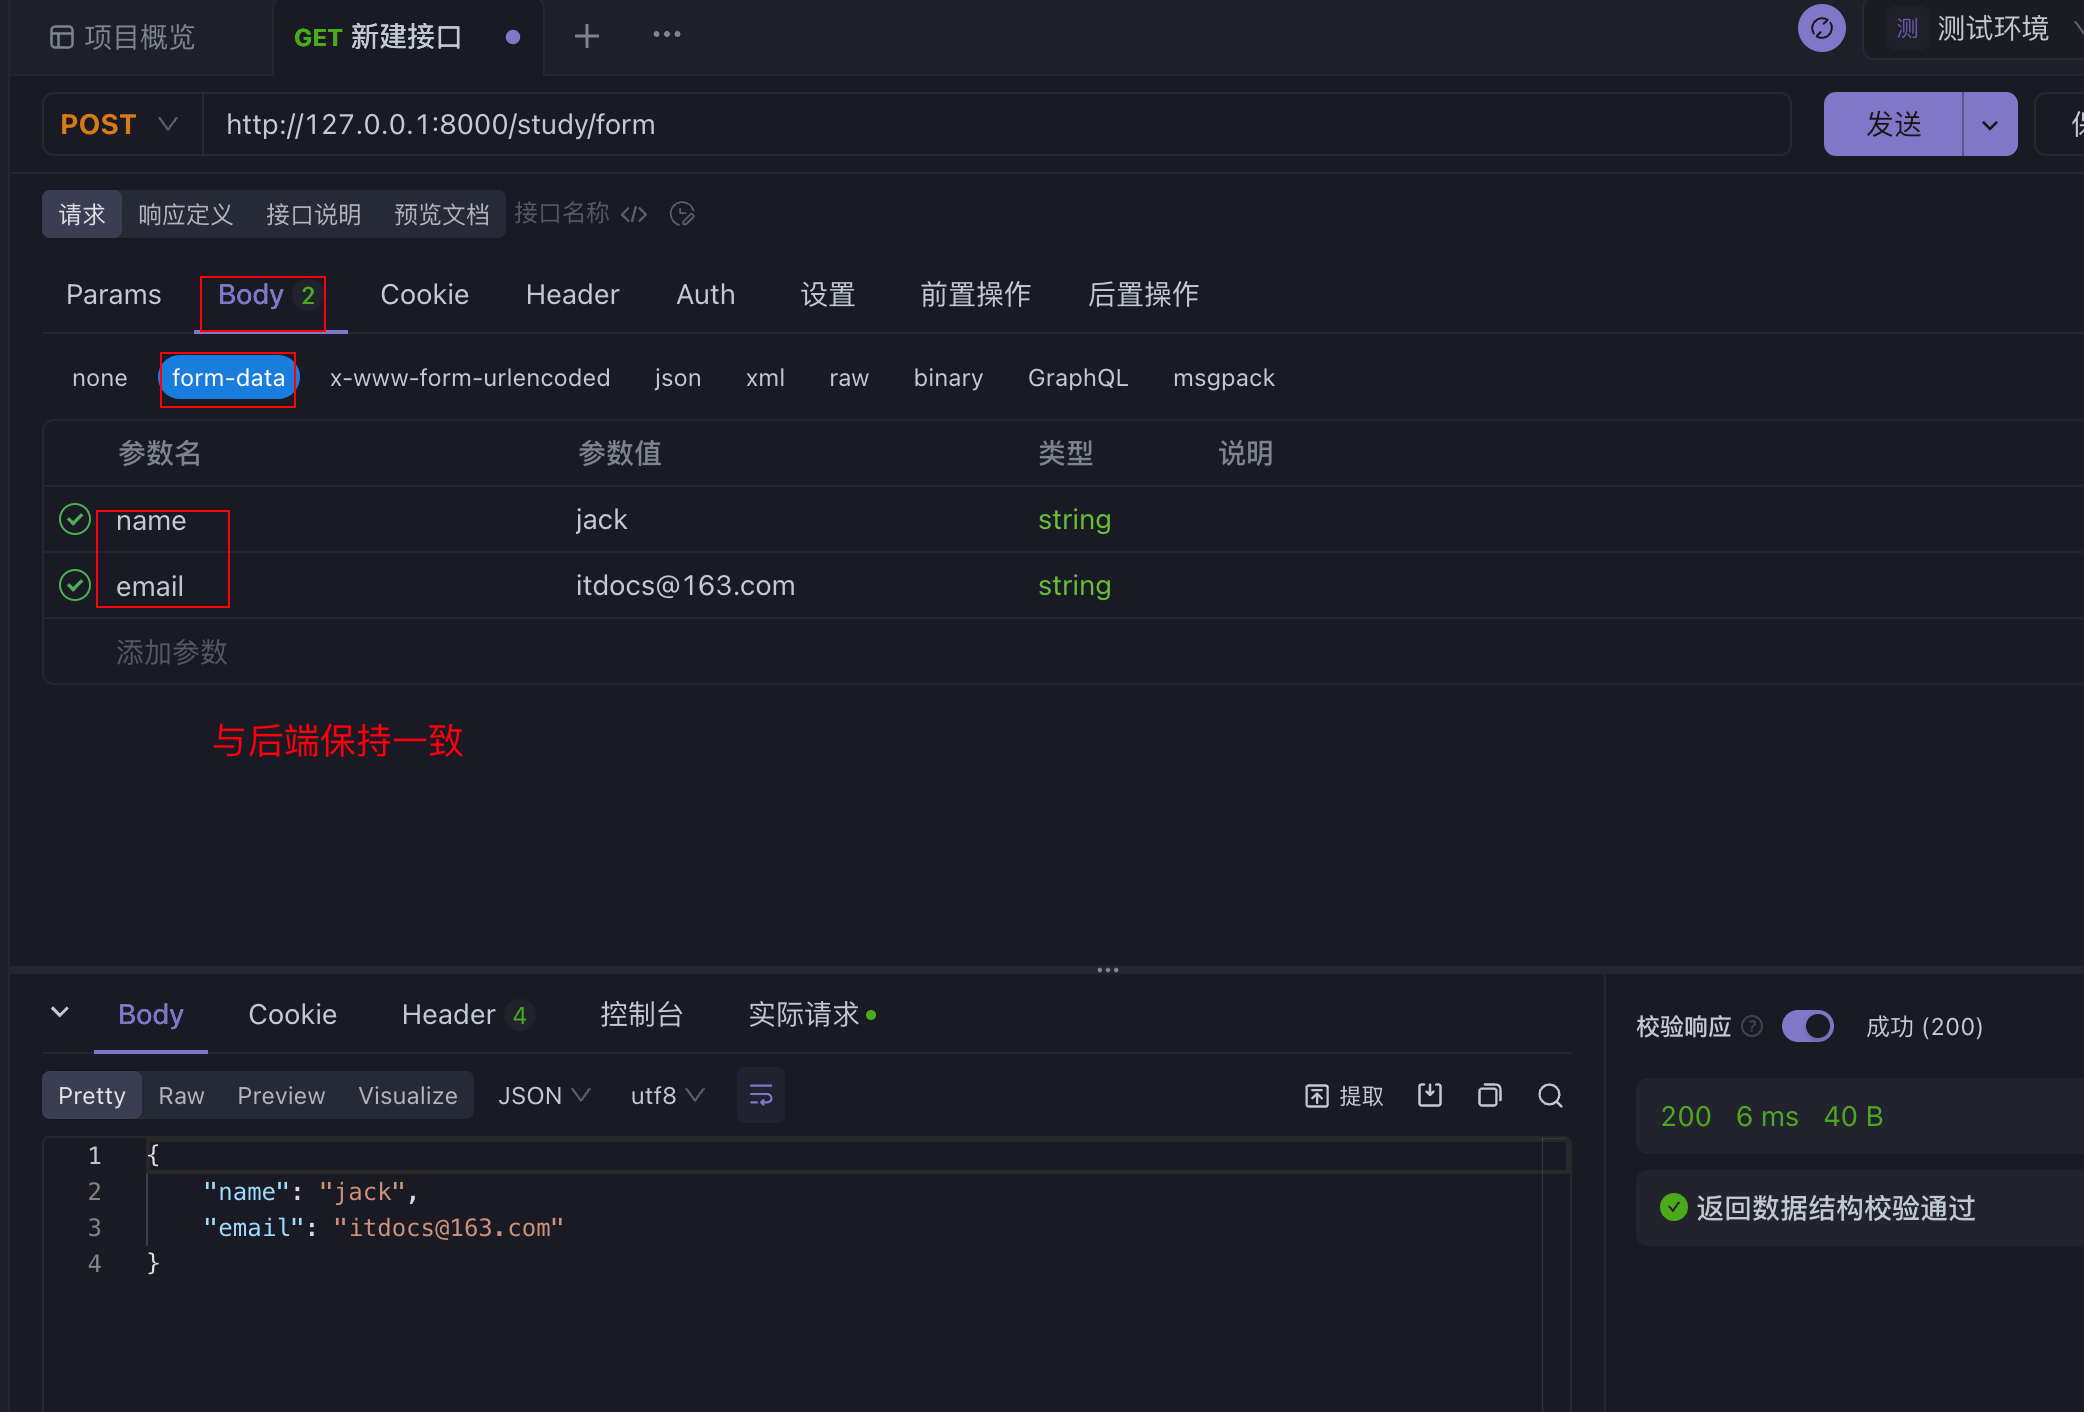 项目概览 GET 新建接口 测 测试环境
POST http://127.0.0.1:8000/study/form 发送
请求 响应定义 接口说明 预览文档 接口名称
Params Body 2 Cookie Header Auth 设置 前置操作 后置操作
none form-data x-www-form-urlencoded json xml raw binary GraphQL msgpack
参数名 参数值 类型 说明
name jack string
email itdocs@163.com string
添加参数
与后端保持一致
Body Cookie Header 4 控制台 实际请求
校验响应 ? 成功 (200)
Pretty Raw Preview Visualize JSON utf8 提取
200 6 ms 40 B
1 {
2 "name": "jack",
3 "email": "itdocs@163.com"
4 }
返回数据结构校验通过